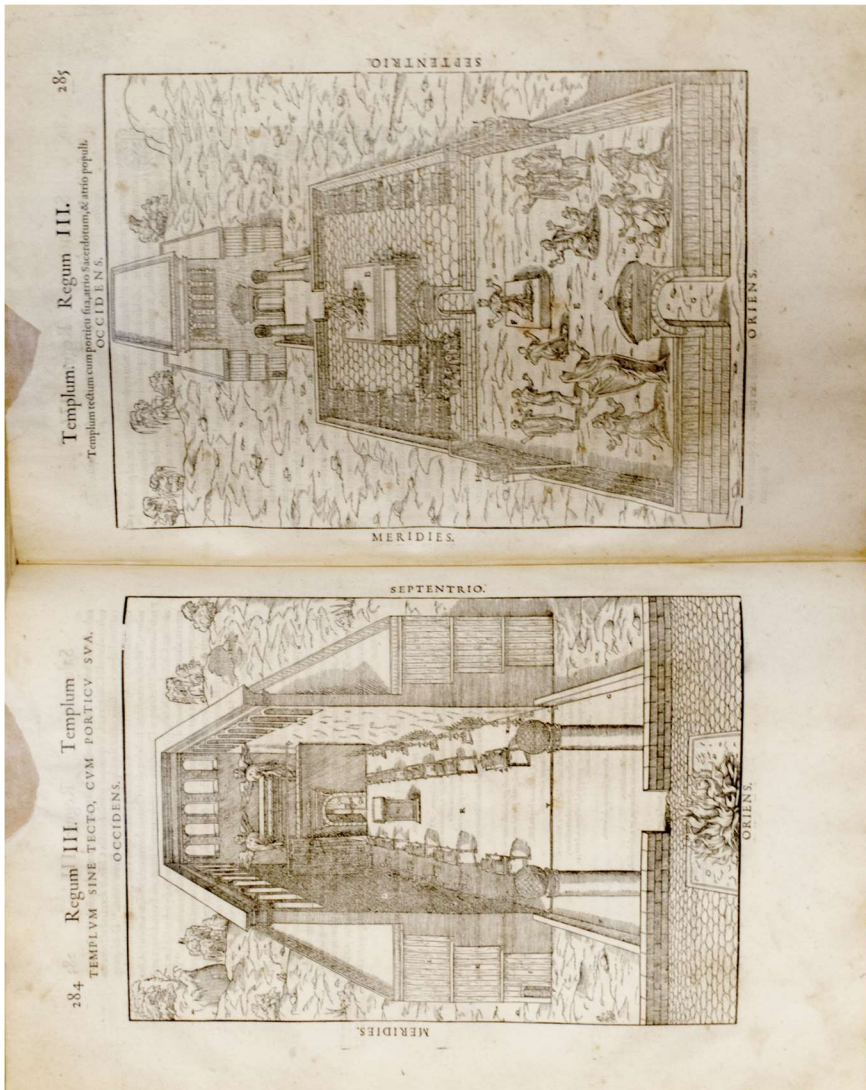 284 Regum III. Templum
TEMPLVM SINE TECTO, CVM PORTICV SVA.
OCCIDENS.
SEPTENTRIO.
MERIDIES.
ORIENS.
Templum. Regum III. 285
Templum tectum cum porticu sua, atrio Sacerdotum, & atrio populi.
OCCIDENS.
SEPTENTRIO.
MERIDIES.
ORIENS.